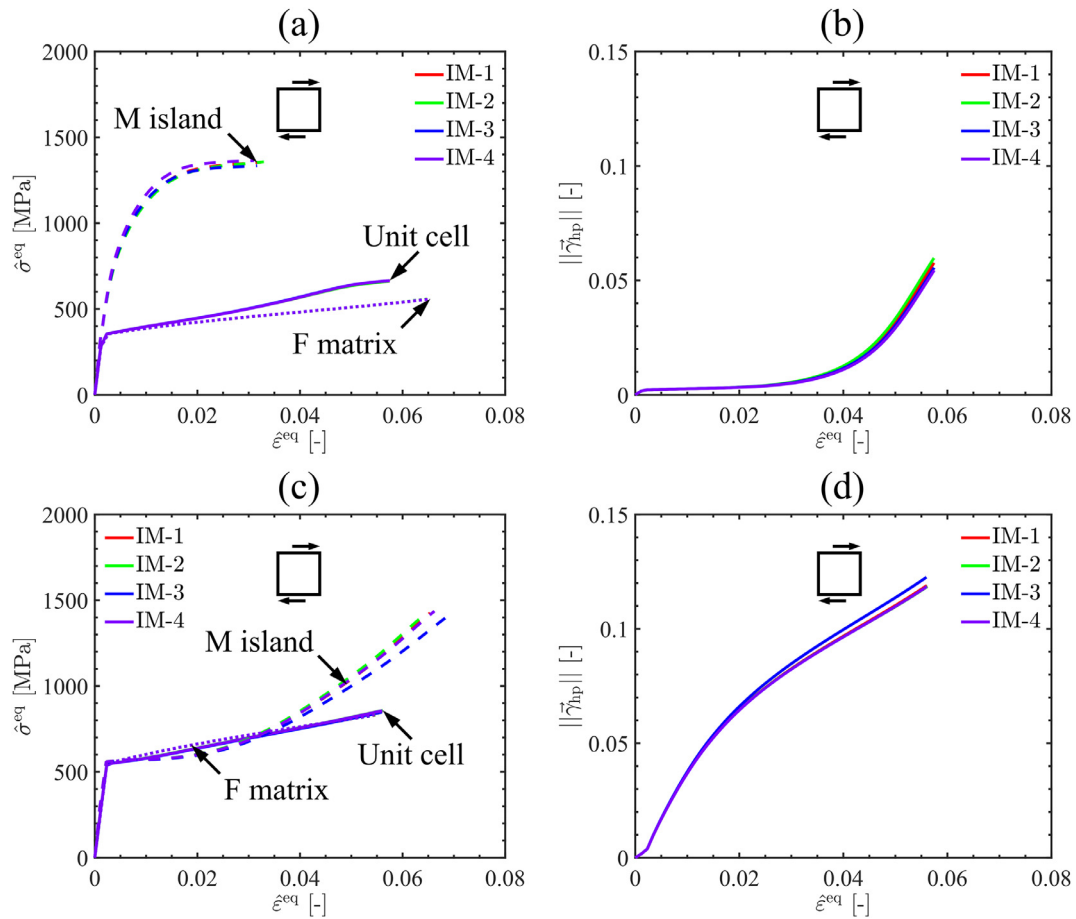 (a)
2000
1500
1000
500
0
0
0.02
0.04
0.06
0.08
σ̂^eq [MPa]
ε̂^eq [-]
M island
Unit cell
F matrix
IM-1
IM-2
IM-3
IM-4
(b)
0.15
0.1
0.05
0
0
0.02
0.04
0.06
0.08
||γ⃗_hp|| [-]
ε̂^eq [-]
IM-1
IM-2
IM-3
IM-4
(c)
2000
1500
1000
500
0
0
0.02
0.04
0.06
0.08
σ̂^eq [MPa]
ε̂^eq [-]
IM-1
IM-2
IM-3
IM-4
M island
Unit cell
F matrix
(d)
0.15
0.1
0.05
0
0
0.02
0.04
0.06
0.08
||γ⃗_hp|| [-]
ε̂^eq [-]
IM-1
IM-2
IM-3
IM-4